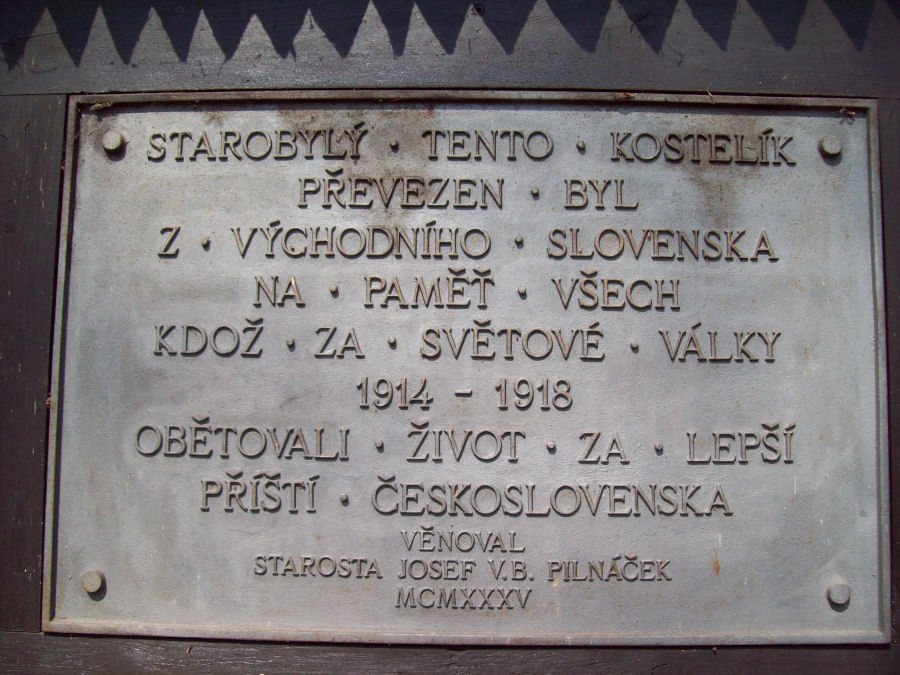 STAROBYLÝ · TENTO · KOSTELÍK
PŘEVEZEN · BYL
Z · VÝCHODNÍHO · SLOVENSKA
NA · PAMĚŤ · VŠECH
KDOŽ · ZA · SVĚTOVÉ · VÁLKY
1914 - 1918
OBĚTOVALI · ŽIVOT · ZA · LEPŠÍ
PŘÍŠTÍ · ČESKOSLOVENSKA
VĚNOVAL
STAROSTA JOSEF V.B. PILNÁČEK
MCMXXXV